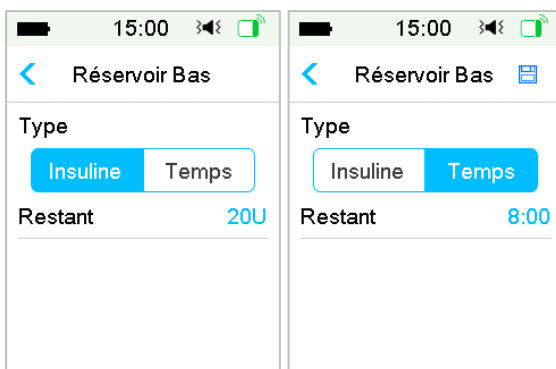 15:00
Réservoir Bas
Type
Insuline Temps
Restant 20U
15:00
Réservoir Bas
Type
Insuline Temps
Restant 8:00